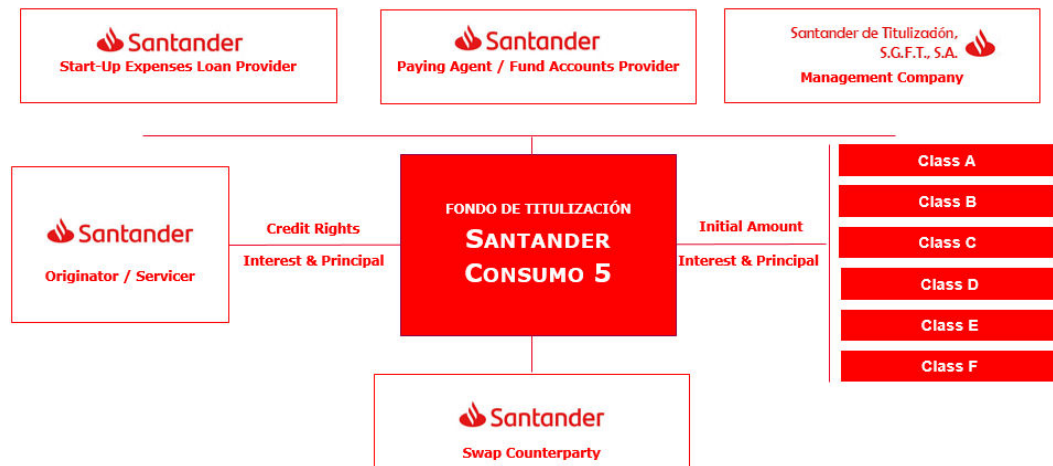 Santander
Start-Up Expenses Loan Provider
Santander
Paying Agent / Fund Accounts Provider
Santander de Titulización,
S.G.F.T., S.A.
Management Company
Santander
Originator / Servicer
Credit Rights
Interest & Principal
FONDO DE TITULIZACIÓN
SANTANDER
CONSUMO 5
Initial Amount
Interest & Principal
Class A
Class B
Class C
Class D
Class E
Class F
Santander
Swap Counterparty